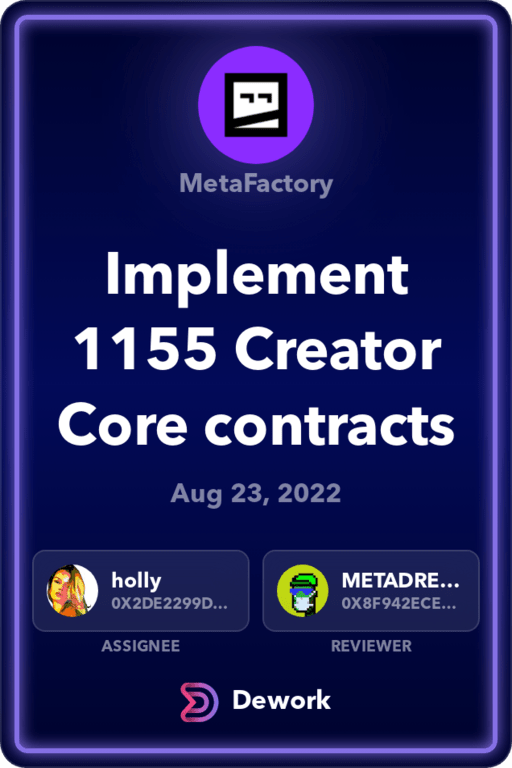 MetaFactory
Implement
1155 Creator
Core contracts
Aug 23, 2022
holly
0X2DE2299D...
ASSIGNEE
METADRE...
0X8F942ECE...
REVIEWER
Dework